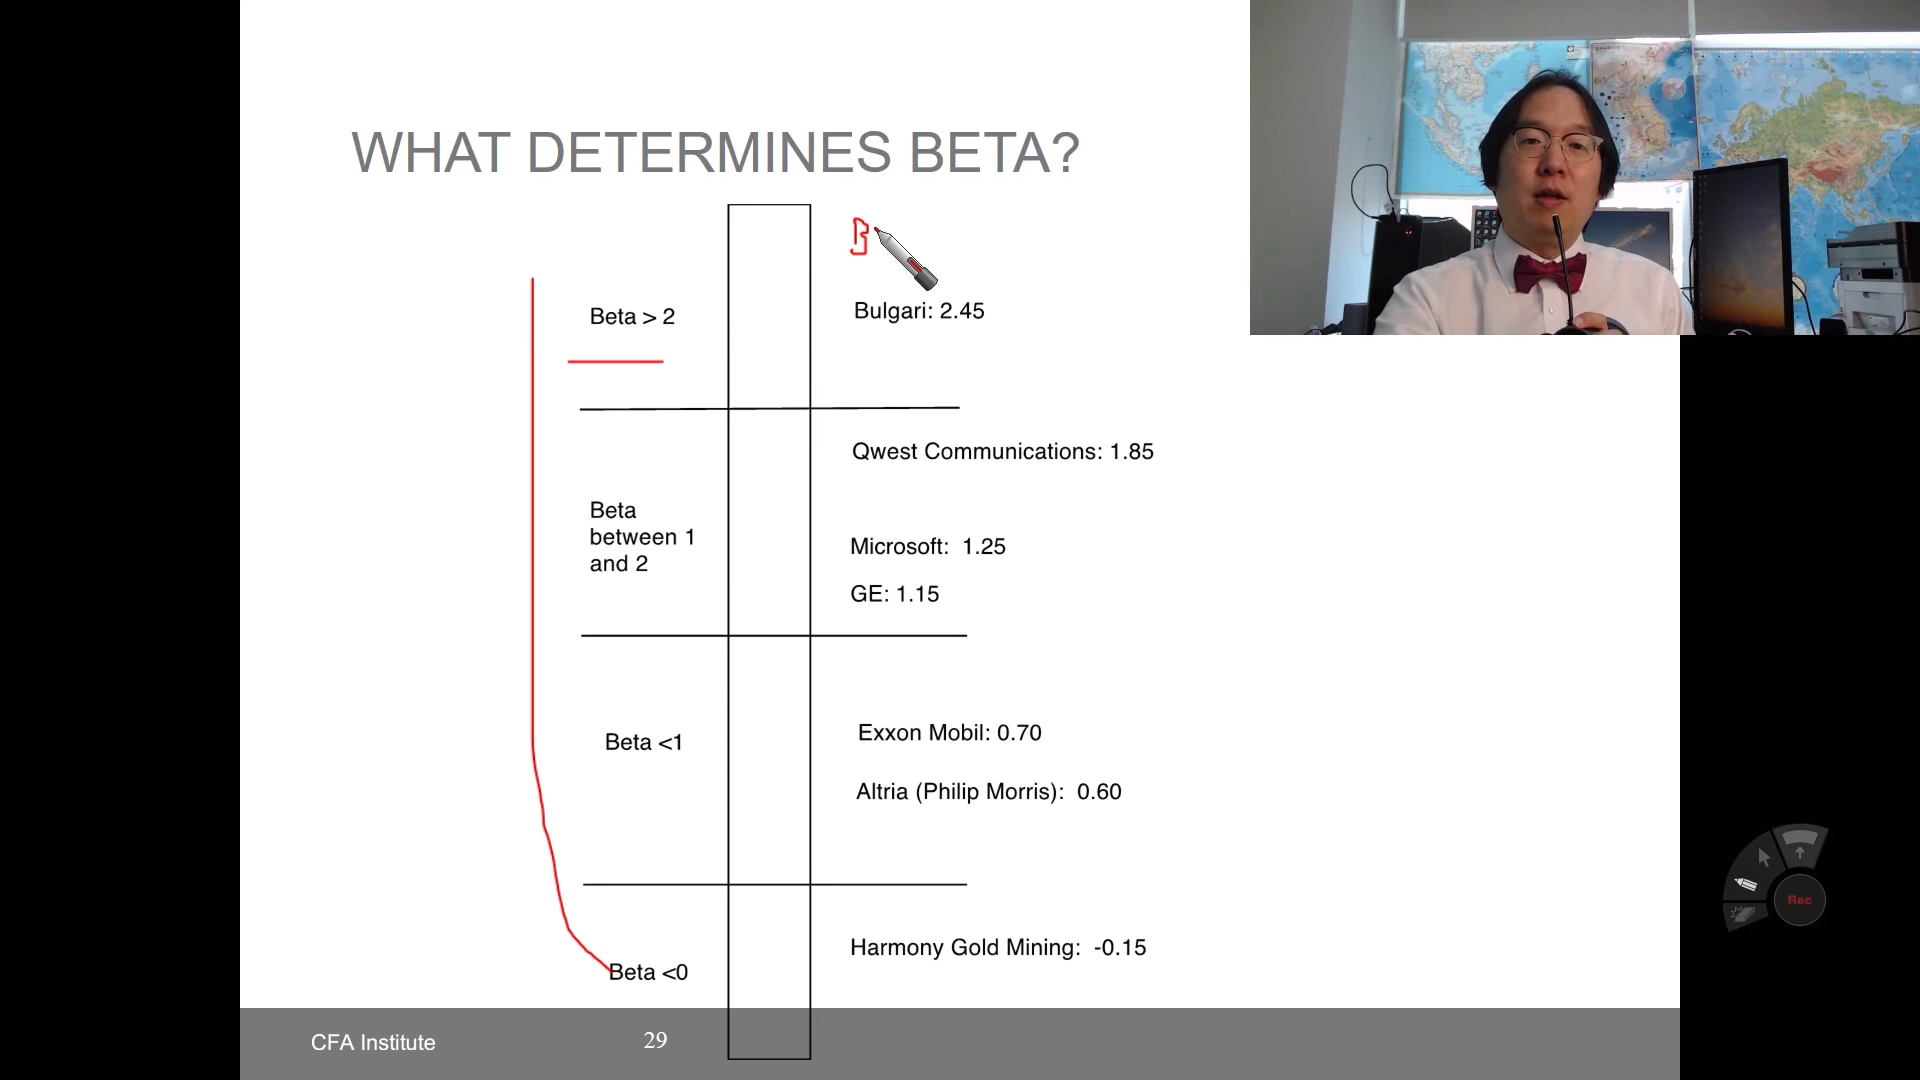 WHAT DETERMINES BETA?
Beta > 2
Bulgari: 2.45
Qwest Communications: 1.85
Beta
between 1
and 2
Microsoft:  1.25
GE: 1.15
Beta <1
Exxon Mobil: 0.70
Altria (Philip Morris):  0.60
Harmony Gold Mining:  -0.15
Beta <0
CFA Institute
29
Rec